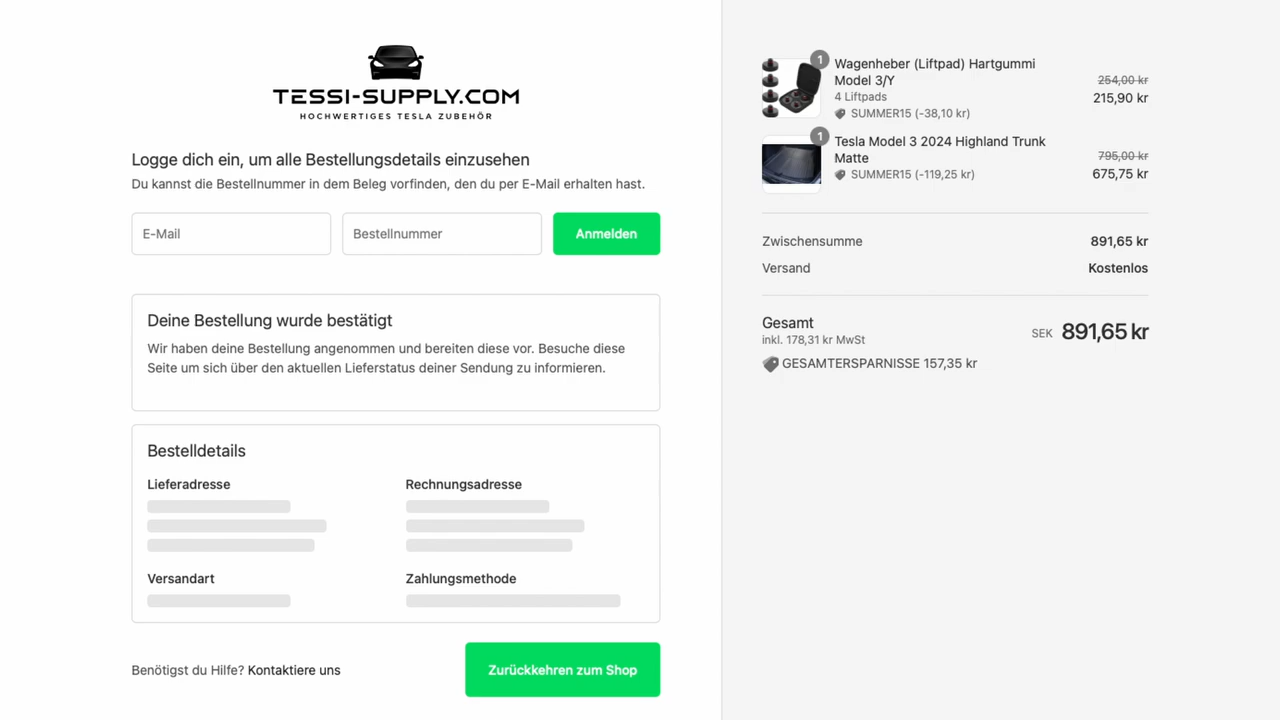 TESSI-SUPPLY.COM
HOCHWERTIGES TESLA ZUBEHÖR
Logge dich ein, um alle Bestellungsdetails einzusehen
Du kannst die Bestellnummer in dem Beleg vorfinden, den du per E-Mail erhalten hast.
E-Mail
Bestellnummer
Anmelden
Deine Bestellung wurde bestätigt
Wir haben deine Bestellung angenommen und bereiten diese vor. Besuche diese
Seite um sich über den aktuellen Lieferstatus deiner Sendung zu informieren.
Bestelldetails
Lieferadresse
Rechnungsadresse
Versandart
Zahlungsmethode
Benötigst du Hilfe? Kontaktiere uns
Zurückkehren zum Shop
1
Wagenheber (Liftpad) Hartgummi
Model 3/Y
4 Liftpads
SUMMER15 (-38,10 kr)
254,00 kr
215,90 kr
1
Tesla Model 3 2024 Highland Trunk
Matte
SUMMER15 (-119,25 kr)
795,00 kr
675,75 kr
Zwischensumme 891,65 kr
Versand Kostenlos
Gesamt
inkl. 178,31 kr MwSt
SEK 891,65 kr
GESAMTERSPARNISSE 157,35 kr